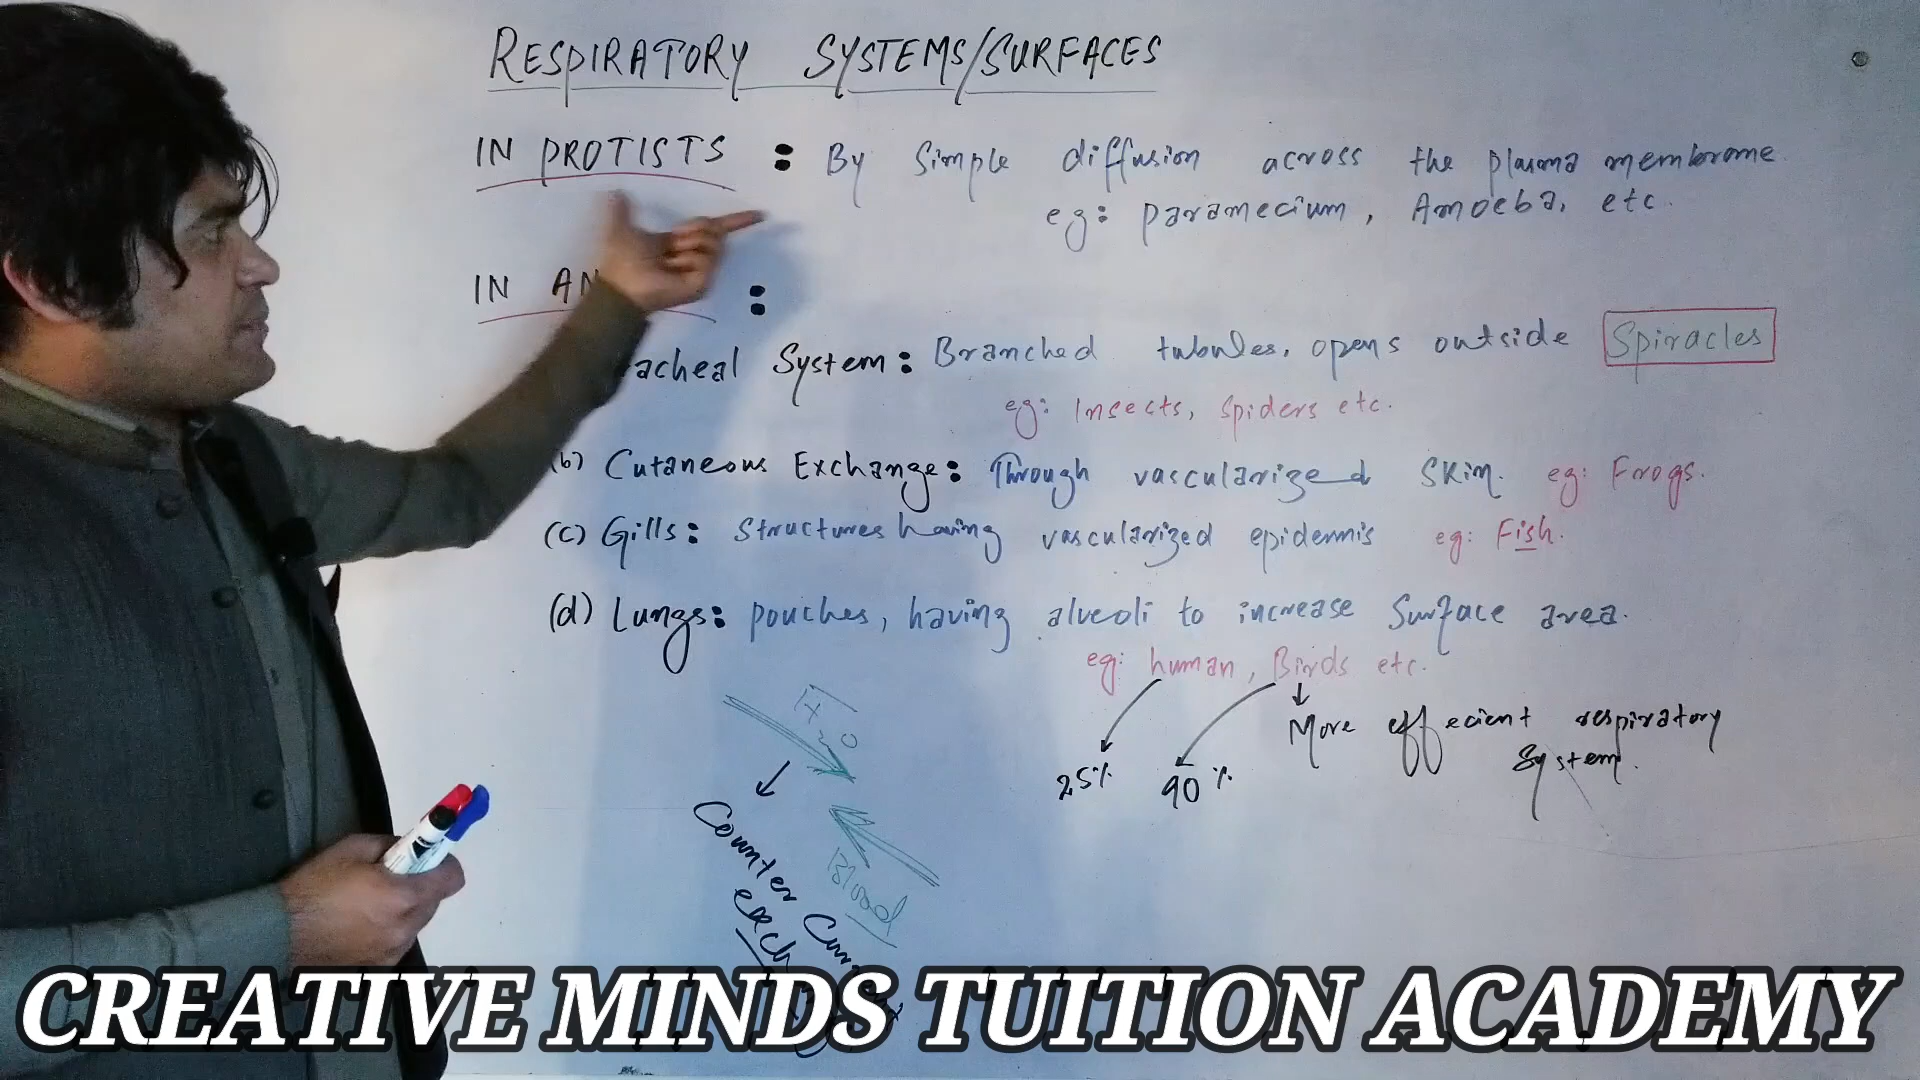 RESPIRATORY SYSTEMS/SURFACES
IN PROTISTS : By Simple diffusion across the plasma membrane
eg: paramecium, Amoeba, etc.
IN AN :
acheal System: Branched tubules, opens outside Spiracles
eg: Insects, Spiders etc.
(b) Cutaneous Exchange: Through vascularized Skin. eg: Frogs.
(c) Gills: Structures having vascularized epidermis eg: Fish.
(d) Lungs: pouches, having alveoli to increase Surface area.
eg: human, Birds etc.
More effecient respiratory
System.
25% 90%
H2O
Blood
Counter
CREATIVE MINDS TUITION ACADEMY